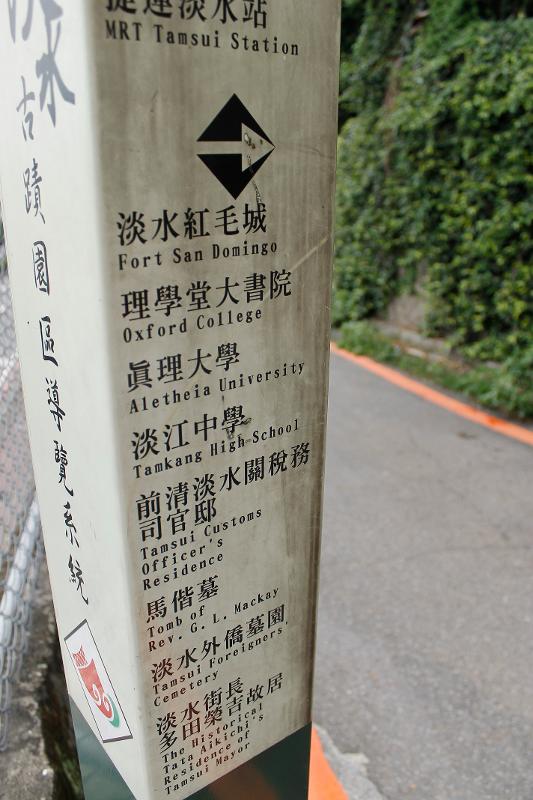 捷運淡水站
MRT Tamsui Station
淡水紅毛城
Fort San Domingo
理學堂大書院
Oxford College
眞理大學
Aletheia University
淡江中學
Tamkang High School
前清淡水關稅務
司官邸
Tamsui Customs
Officer's
Residence
馬偕墓
Tomb of
Rev. G. L. Mackay
淡水外僑墓園
Tamsui Foreigners
Cemetery
淡水街長
多田榮吉故居
The Historical
Tata Aikichi's
Residence of
Tamsui Mayor
淡水古蹟園區導覽系統